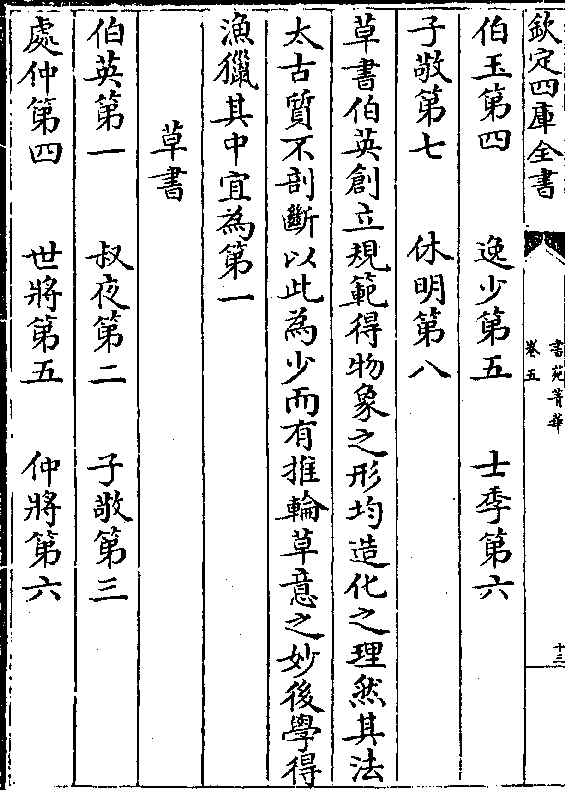 欽定四庫全書
書苑菁華
卷五
十三
伯玉第四 逸少第五 士季第六
子敬第七 休明第八
草書伯英創立規範得物象之形均造化之理然其法
太古質不剖斷以此為少而有推輪草意之妙後學得
漁獵其中宜為第一
草書
伯英第一 叔夜第二 子敬第三
處仲第四 世將第五 仲將第六